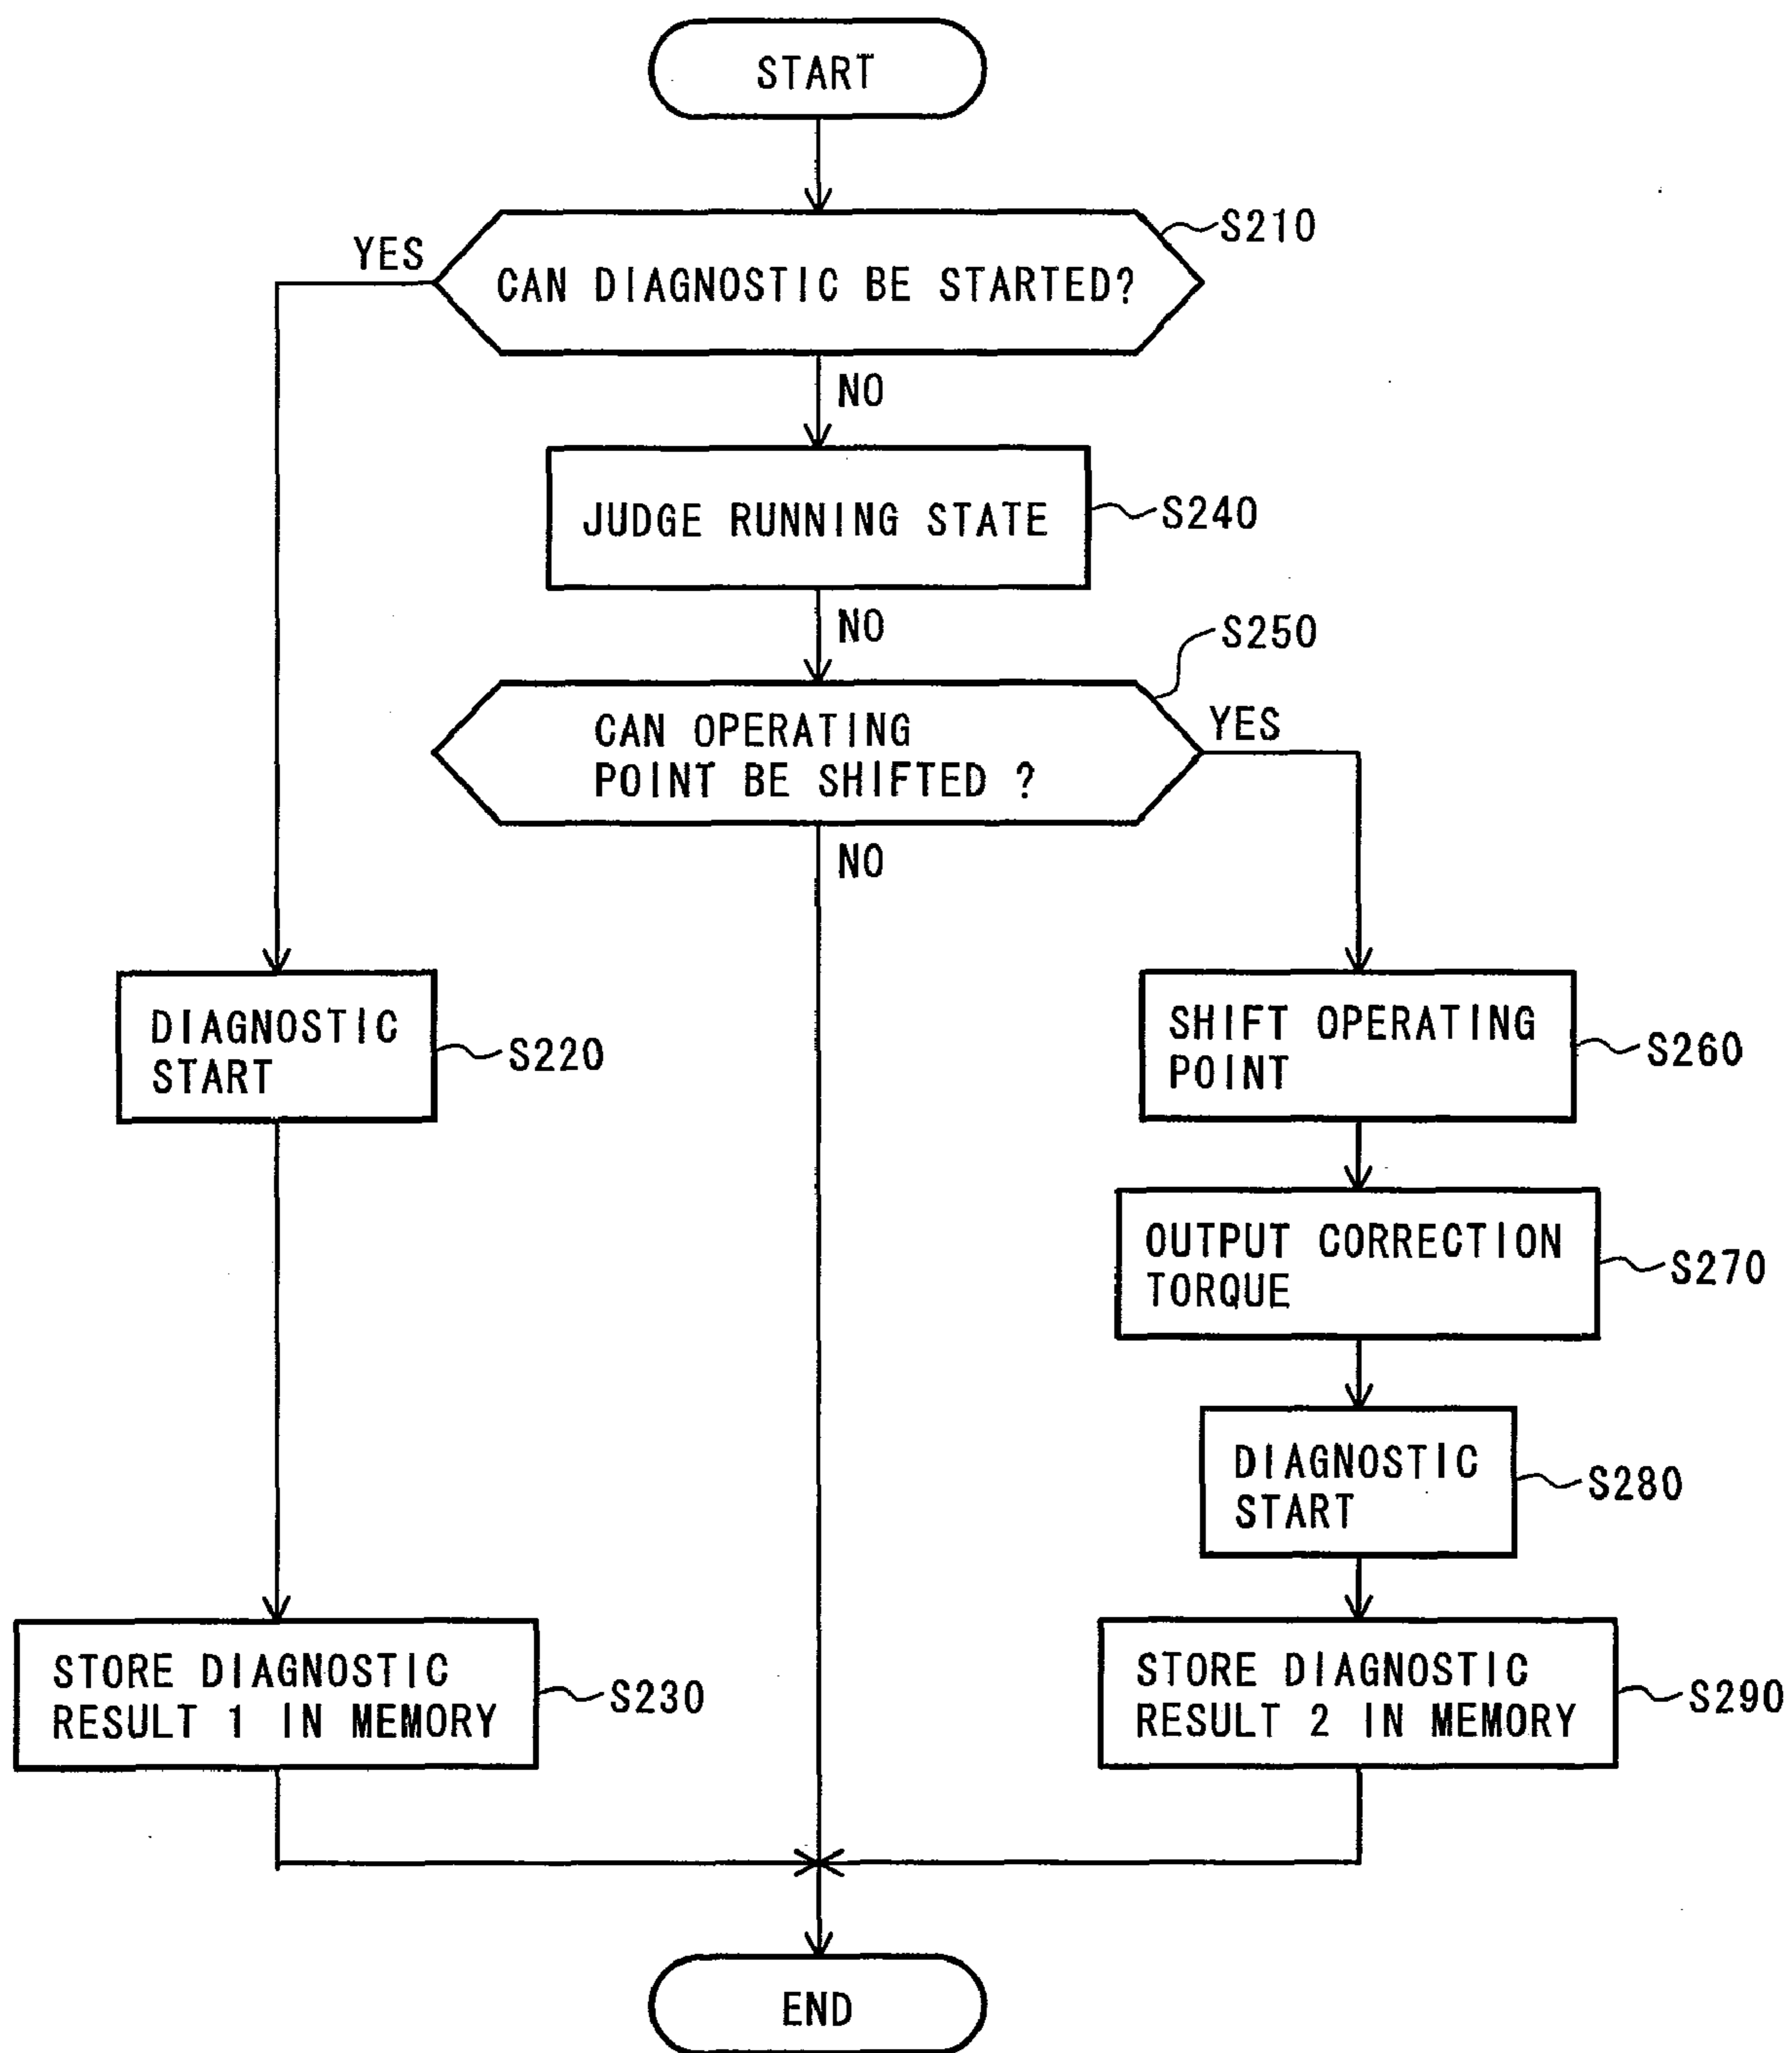 START
S210
YES
CAN DIAGNOSTIC BE STARTED?
NO
JUDGE RUNNING STATE
S240
NO
S250
CAN OPERATING
POINT BE SHIFTED ?
YES
NO
DIAGNOSTIC
START
S220
SHIFT OPERATING
POINT
S260
OUTPUT CORRECTION
TORQUE
S270
DIAGNOSTIC
START
S280
STORE DIAGNOSTIC
RESULT 1 IN MEMORY
S230
STORE DIAGNOSTIC
RESULT 2 IN MEMORY
S290
END